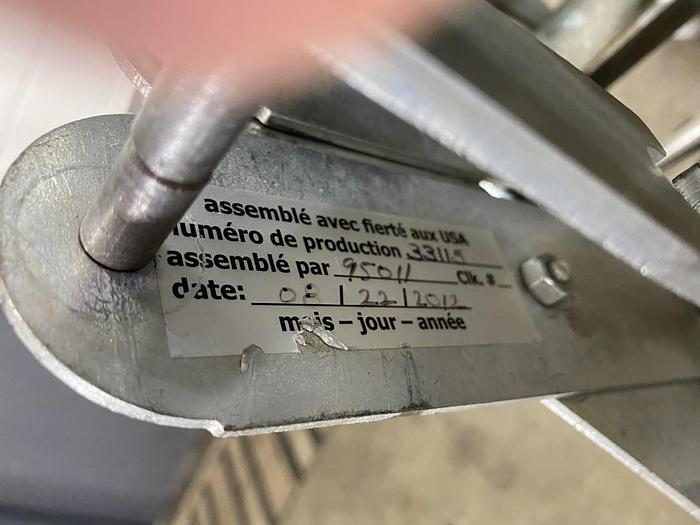 assemblé avec fierté aux USA
numéro de production 33115
assemblé par 95011 Clk. #
date: 08/22/2012
mois – jour – année